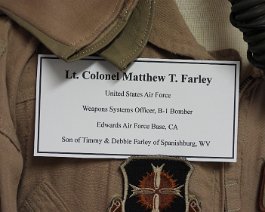 Lt. Colonel Matthew T. Farley
United States Air Force
Weapons Systems Officer, B-1 Bomber
Edwards Air Force Base, CA
Son of Timmy & Debbie Farley of Spanishburg, WV